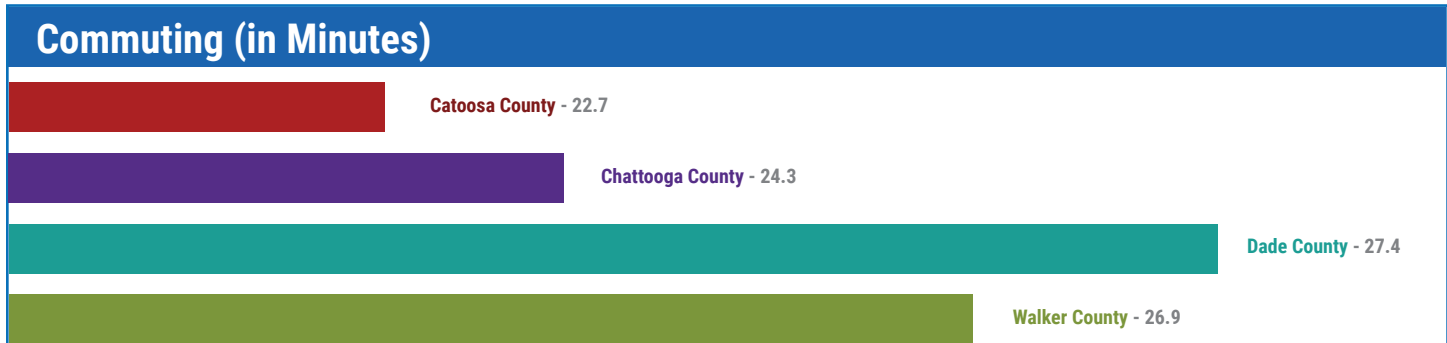 Commuting (in Minutes)
Catoosa County - 22.7
Chattooga County - 24.3
Dade County - 27.4
Walker County - 26.9